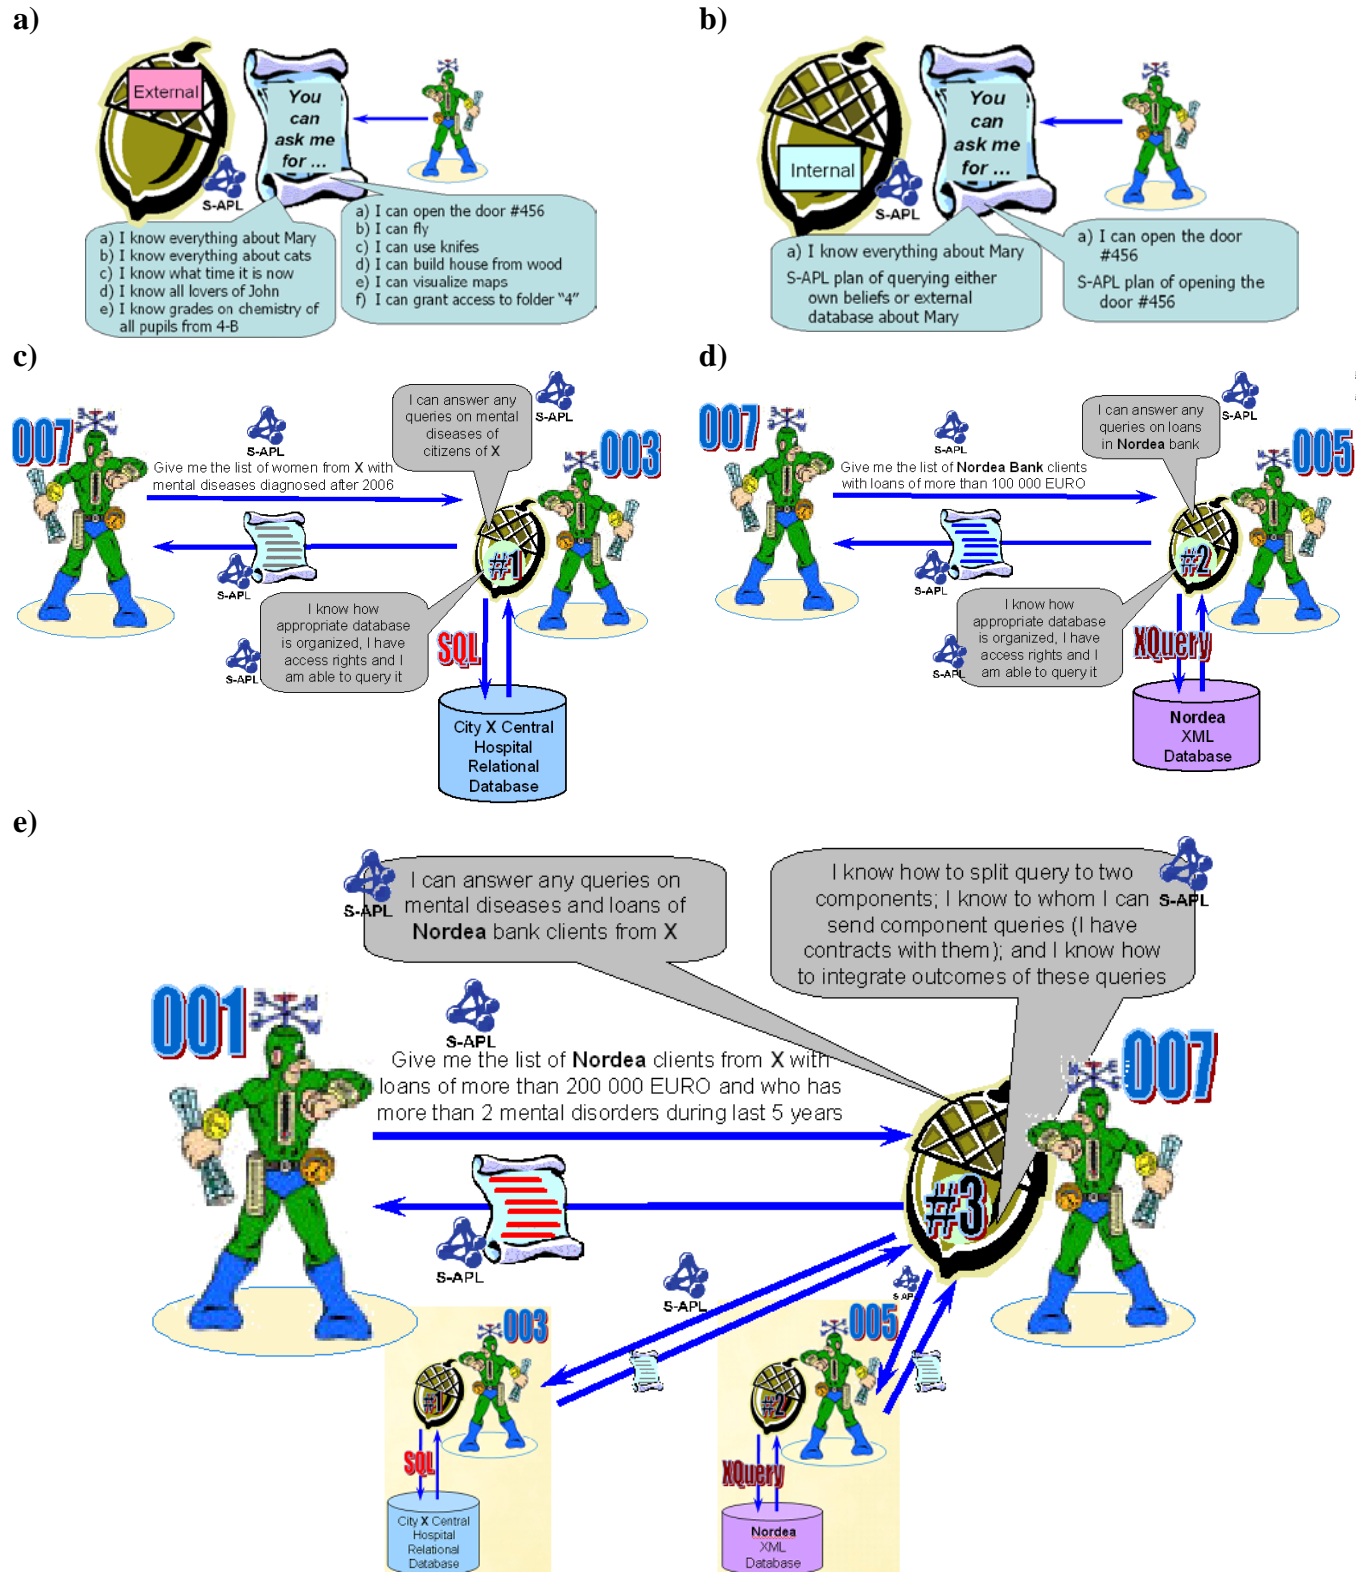 a)
External
You
can
ask me
for ...
S-APL
a) I know everything about Mary
b) I know everything about cats
c) I know what time it is now
d) I know all lovers of John
e) I know grades on chemistry of
all pupils from 4-B
a) I can open the door #456
b) I can fly
c) I can use knifes
d) I can build house from wood
e) I can visualize maps
f) I can grant access to folder "4"
b)
Internal
You
can
ask me
for ...
S-APL
a) I know everything about Mary
S-APL plan of querying either
own beliefs or external
database about Mary
a) I can open the door
#456
S-APL plan of opening the
door #456
c)
007
S-APL
Give me the list of women from X with
mental diseases diagnosed after 2006
I can answer any
queries on mental
diseases of
citizens of X
S-APL
003
S-APL
#1
I know how
appropriate database
is organized, I have
access rights and I
am able to query it
S-APL
SQL
City X Central
Hospital
Relational
Database
d)
007
S-APL
Give me the list of Nordea Bank clients
with loans of more than 100 000 EURO
I can answer any
queries on loans
in Nordea bank
S-APL
005
S-APL
#2
I know how
appropriate database
is organized, I have
access rights and I
am able to query it
S-APL
XQuery
Nordea
XML
Database
e)
S-APL
I can answer any queries on
mental diseases and loans of
Nordea bank clients from X
I know how to split query to two
components; I know to whom I can
send component queries (I have
contracts with them); and I know how
to integrate outcomes of these queries
S-APL
001
S-APL
Give me the list of Nordea clients from X with
loans of more than 200 000 EURO and who has
more than 2 mental disorders during last 5 years
007
#3
S-APL
S-APL
S-APL
003
#1
SQL
City X Central
Hospital
Relational
Database
005
#2
XQuery
Nordea
XML
Database